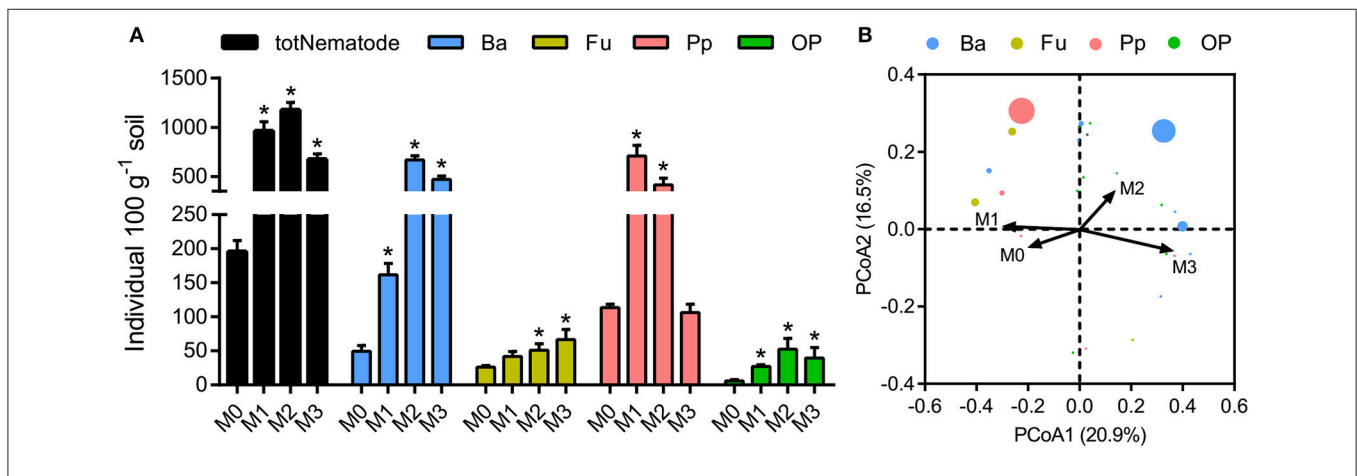 A
totNematode Ba Fu Pp OP
Individual 100 g⁻¹ soil
1500
1000
500
250
200
150
100
50
0
M0 M1 M2 M3 M0 M1 M2 M3 M0 M1 M2 M3 M0 M1 M2 M3 M0 M1 M2 M3
* * *
* * *
* *
* *
* * *
B
Ba Fu Pp OP
PCoA2 (16.5%)
0.4
0.2
0.0
-0.2
-0.4
M2
M1
M0
M3
-0.6 -0.4 -0.2 0.0 0.2 0.4 0.6
PCoA1 (20.9%)